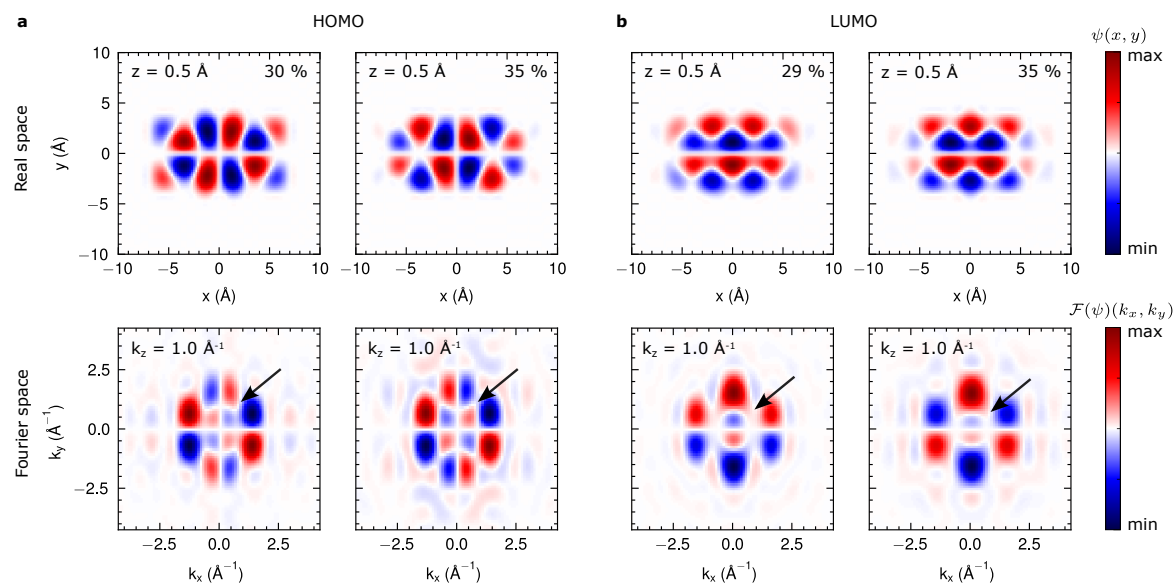 a HOMO b LUMO
ψ(x, y)
z = 0.5 Å 30 %
z = 0.5 Å 35 %
z = 0.5 Å 29 %
z = 0.5 Å 35 %
max
min
Real space
y (Å)
10
5
0
−5
−10
−10 −5 0 5 10
−10 −5 0 5 10
−10 −5 0 5 10
−10 −5 0 5 10
x (Å) x (Å) x (Å) x (Å)
ℱ(ψ)(kx, ky)
kz = 1.0 Å-1
kz = 1.0 Å-1
kz = 1.0 Å-1
kz = 1.0 Å-1
max
min
Fourier space
ky (Å−1)
2.5
0.0
−2.5
−2.5 0.0 2.5
−2.5 0.0 2.5
−2.5 0.0 2.5
−2.5 0.0 2.5
kx (Å−1) kx (Å−1) kx (Å−1) kx (Å−1)